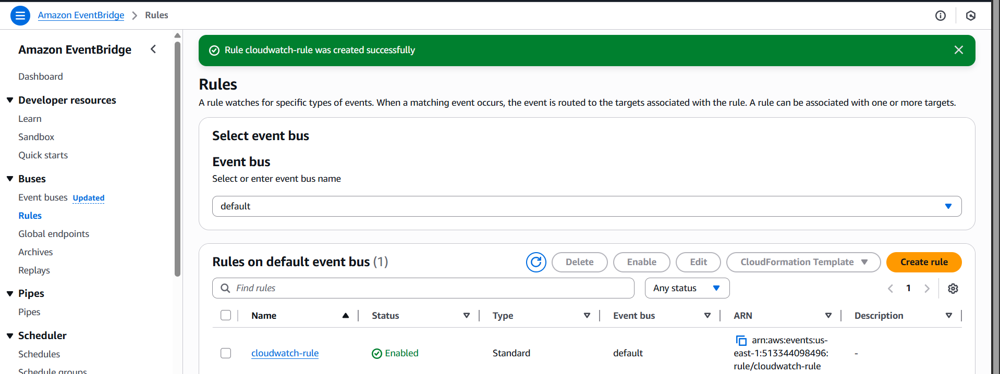 Amazon EventBridge > Rules
Amazon EventBridge
Dashboard
Developer resources
Learn
Sandbox
Quick starts
Buses
Event buses Updated
Rules
Global endpoints
Archives
Replays
Pipes
Pipes
Scheduler
Schedules
Schedule groups
Rule cloudwatch-rule was created successfully
Rules
A rule watches for specific types of events. When a matching event occurs, the event is routed to the targets associated with the rule. A rule can be associated with one or more targets.
Select event bus
Event bus
Select or enter event bus name
default
Rules on default event bus (1)
Delete
Enable
Edit
CloudFormation Template
Create rule
Find rules
Any status
1
Name Status Type Event bus ARN Description
cloudwatch-rule Enabled Standard default arn:aws:events:us-
east-1:513344098496:
rule/cloudwatch-rule
-